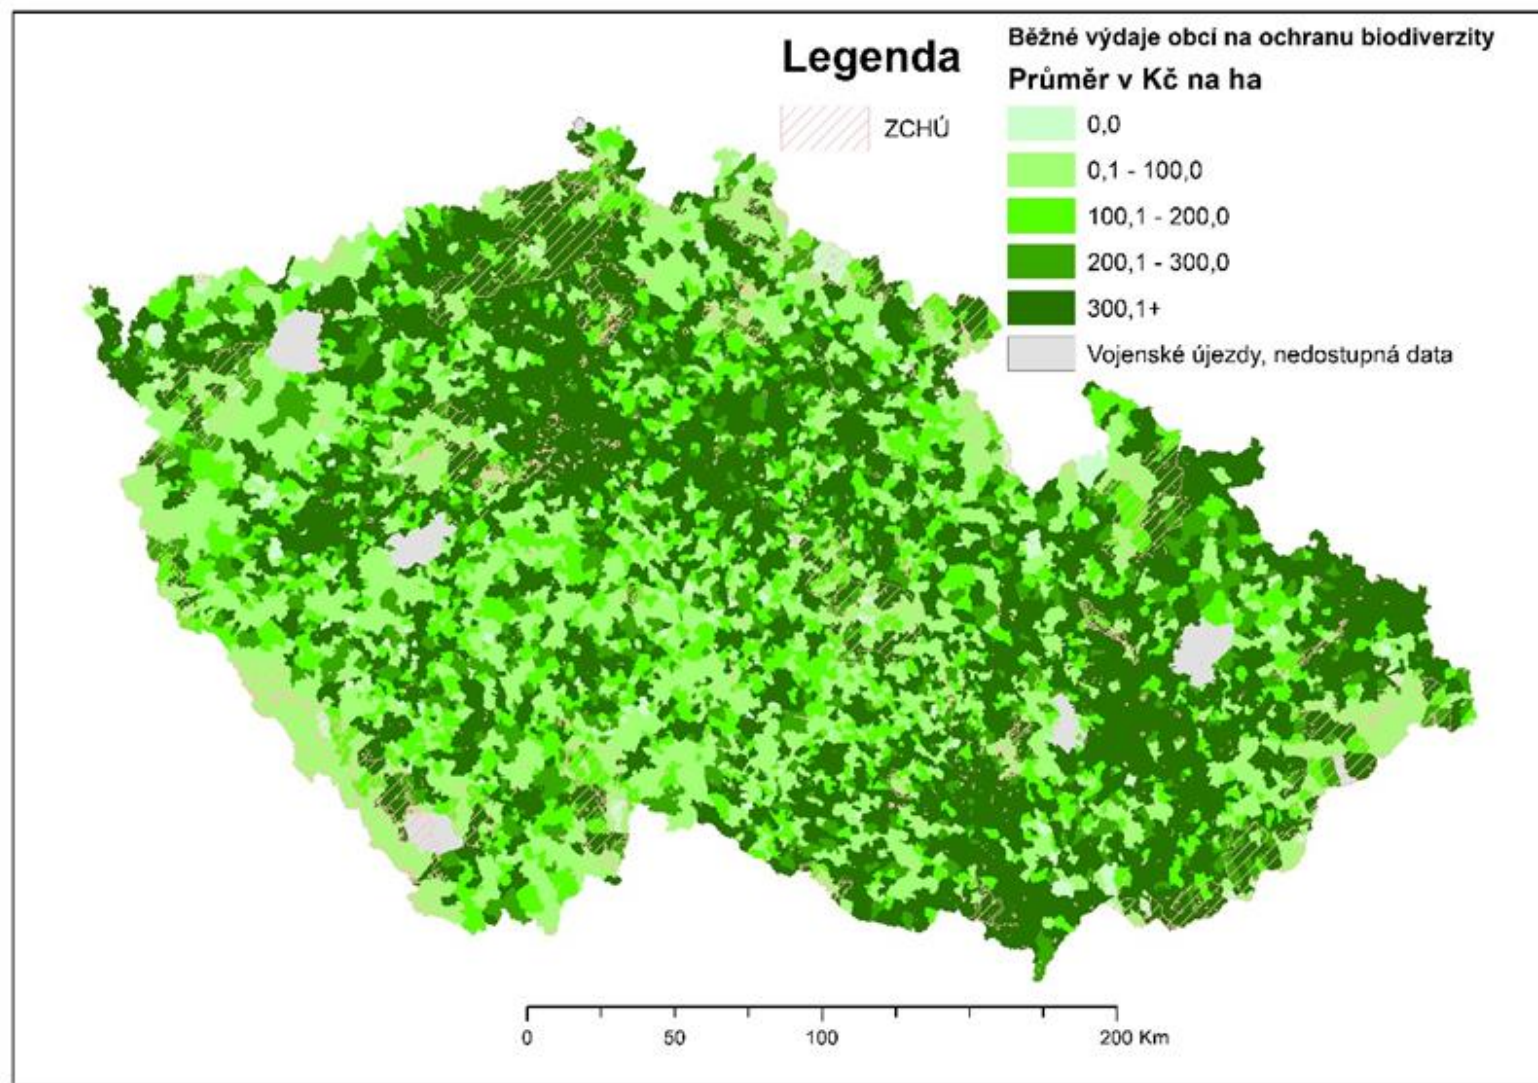 Legenda
ZCHÚ
Běžné výdaje obcí na ochranu biodiverzity
Průměr v Kč na ha
0,0
0,1 - 100,0
100,1 - 200,0
200,1 - 300,0
300,1+
Vojenské újezdy, nedostupná data
0 50 100 200 Km